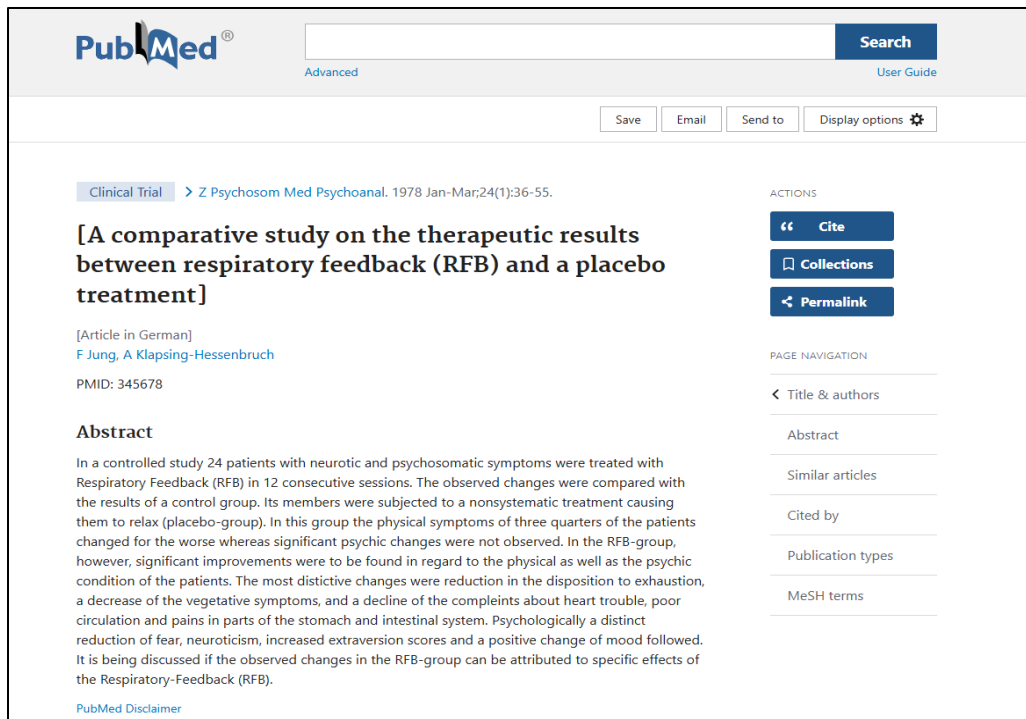 PubMed®
Search
Advanced
User Guide
Save
Email
Send to
Display options
Clinical Trial > Z Psychosom Med Psychoanal. 1978 Jan-Mar;24(1):36-55.
[A comparative study on the therapeutic results
between respiratory feedback (RFB) and a placebo
treatment]
[Article in German]
F Jung, A Klapsing-Hessenbruch
PMID: 345678
Abstract
In a controlled study 24 patients with neurotic and psychosomatic symptoms were treated with
Respiratory Feedback (RFB) in 12 consecutive sessions. The observed changes were compared with
the results of a control group. Its members were subjected to a nonsystematic treatment causing
them to relax (placebo-group). In this group the physical symptoms of three quarters of the patients
changed for the worse whereas significant psychic changes were not observed. In the RFB-group,
however, significant improvements were to be found in regard to the physical as well as the psychic
condition of the patients. The most distictive changes were reduction in the disposition to exhaustion,
a decrease of the vegetative symptoms, and a decline of the compleints about heart trouble, poor
circulation and pains in parts of the stomach and intestinal system. Psychologically a distinct
reduction of fear, neuroticism, increased extraversion scores and a positive change of mood followed.
It is being discussed if the observed changes in the RFB-group can be attributed to specific effects of
the Respiratory-Feedback (RFB).
PubMed Disclaimer
ACTIONS
Cite
Collections
Permalink
PAGE NAVIGATION
Title & authors
Abstract
Similar articles
Cited by
Publication types
MeSH terms